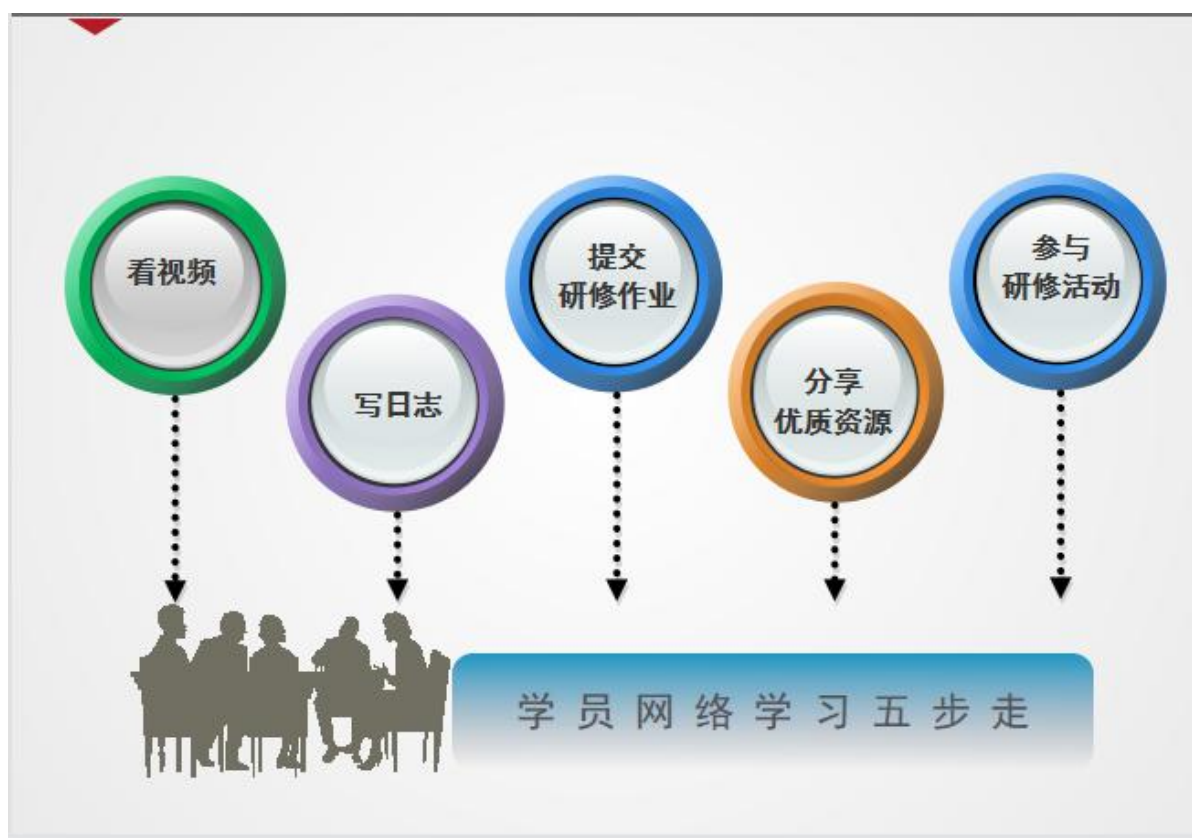 看视频
写日志
提交
研修作业
分享
优质资源
参与
研修活动
学员网络学习五步走